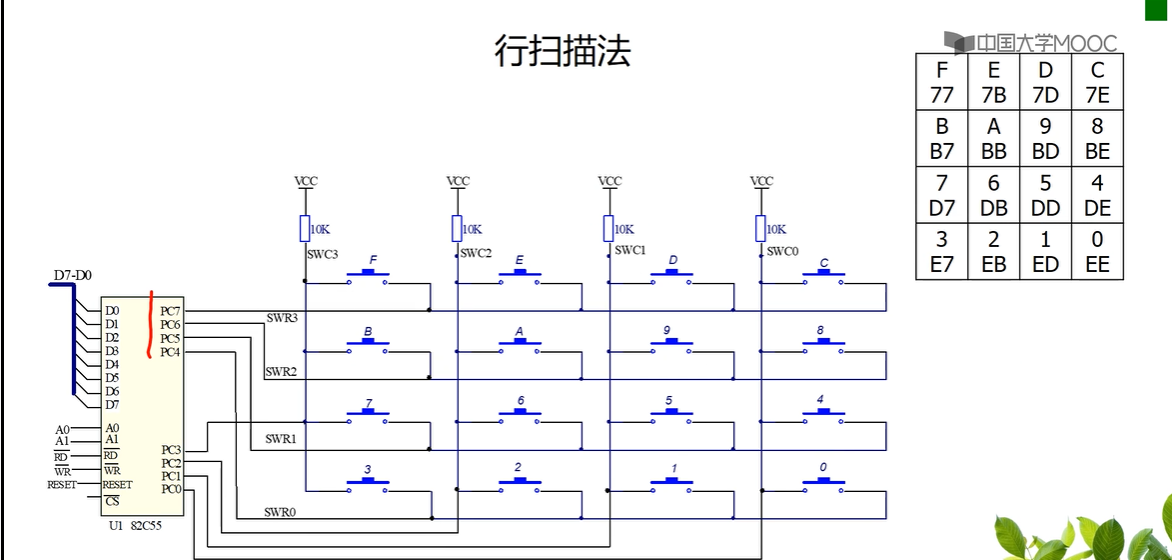 行扫描法
中国大学MOOC
F E D C
77 7B 7D 7E
B A 9 8
B7 BB BD BE
7 6 5 4
D7 DB DD DE
3 2 1 0
E7 EB ED EE
VCC VCC VCC VCC
10K 10K 10K 10K
SWC3 SWC2 SWC1 SWC0
F E D C
D7-D0
D0 PC7
SWR3
D1 PC6
D2 PC5
B A 9 8
D3 PC4
D4
D5
SWR2
D6
D7
7 6 5 4
A0 A0
A1 A1
SWR1
RD RD PC3
WR WR PC2
3 2 1 0
RESET RESET PC1
PC0
CS
SWR0
U1 82C55